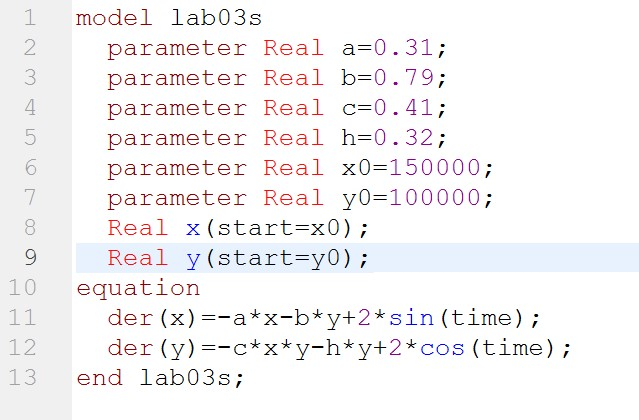 1 model lab03s
2   parameter Real a=0.31;
3   parameter Real b=0.79;
4   parameter Real c=0.41;
5   parameter Real h=0.32;
6   parameter Real x0=150000;
7   parameter Real y0=100000;
8   Real x(start=x0);
9   Real y(start=y0);
10 equation
11   der(x)=-a*x-b*y+2*sin(time);
12   der(y)=-c*x*y-h*y+2*cos(time);
13 end lab03s;